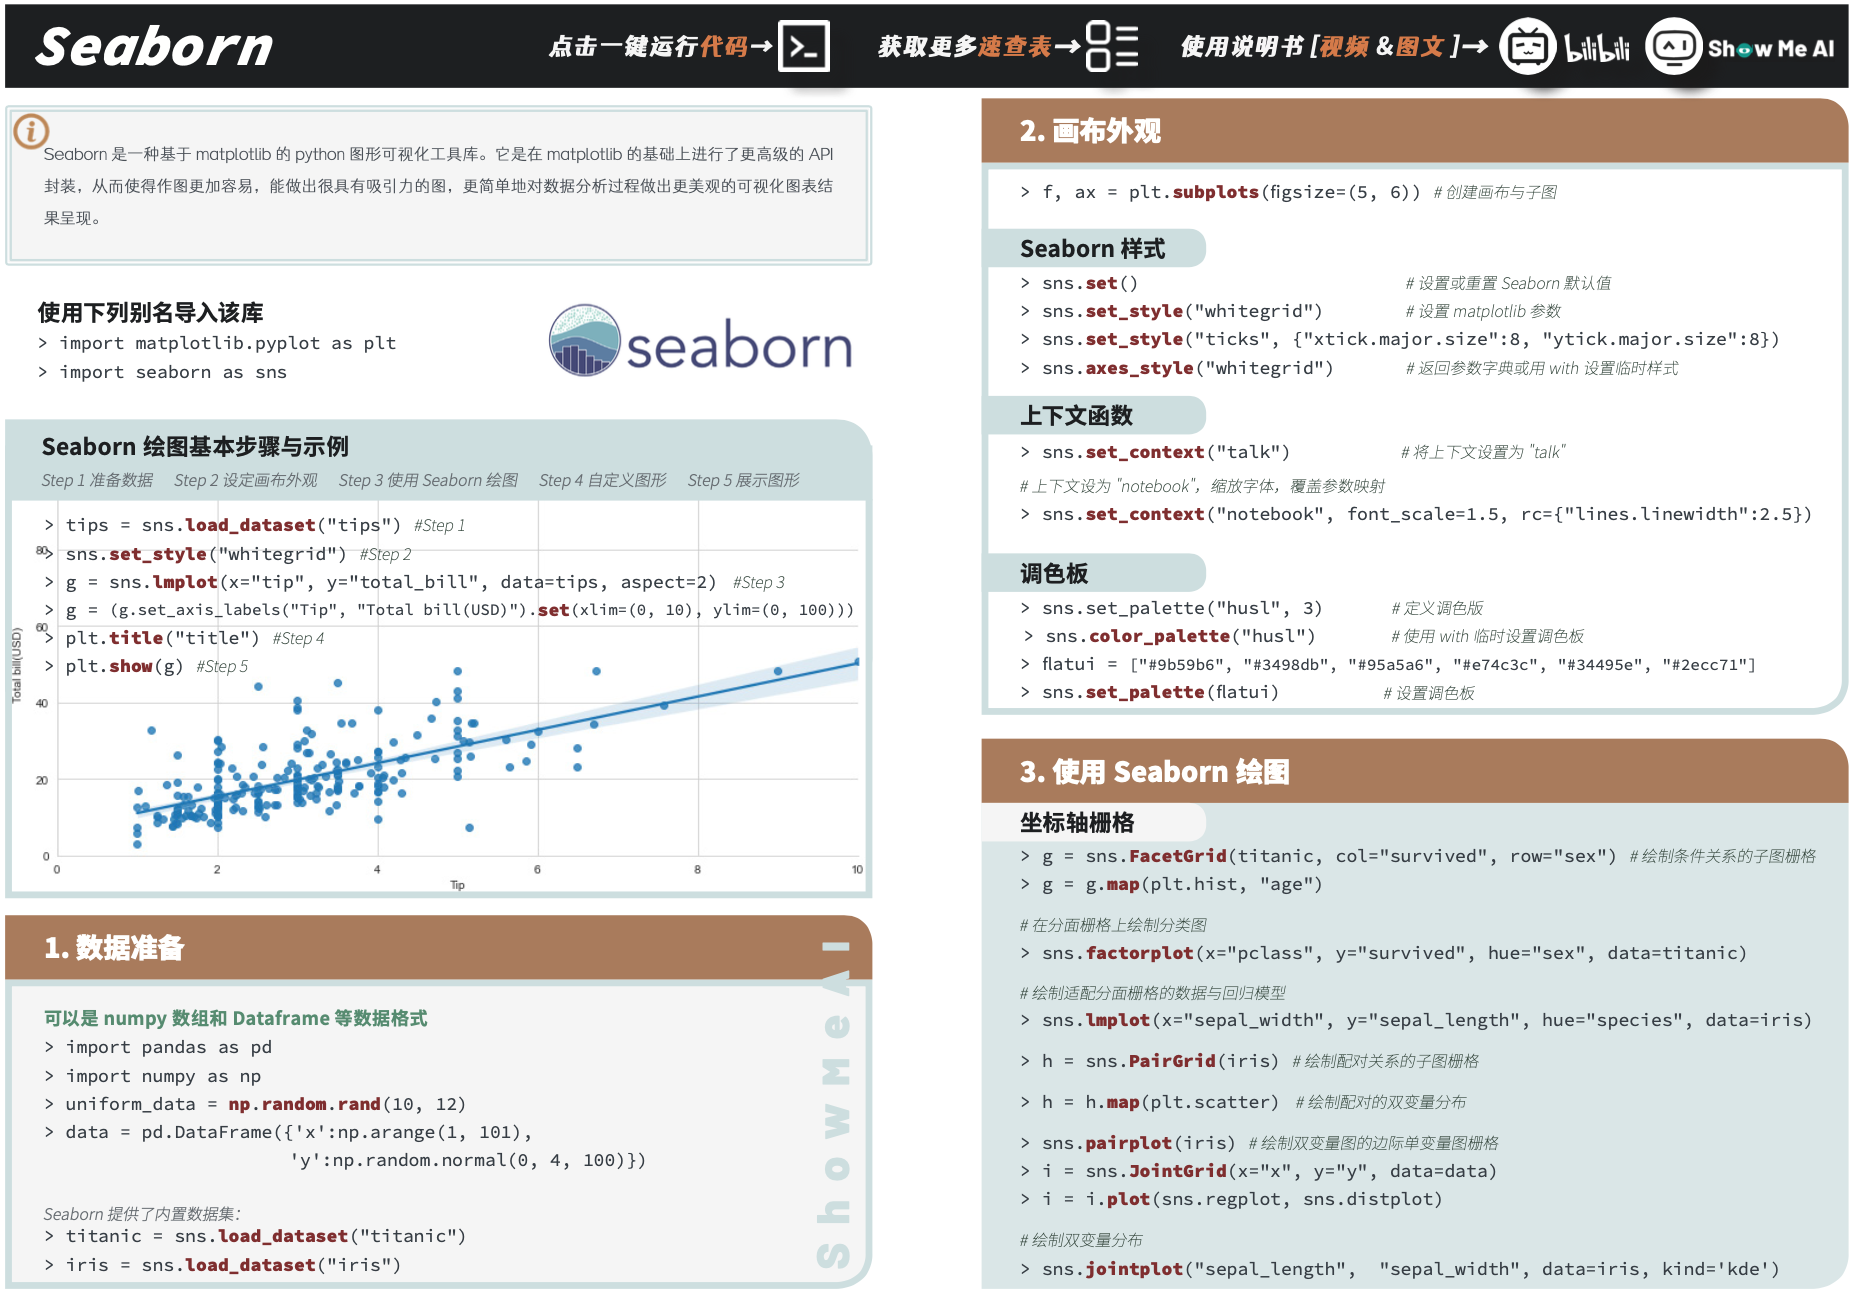 Seaborn
点击一键运行代码→
获取更多速查表→
使用说明书 [视频 &图文 ]→
bilibili
Show Me AI
Seaborn 是一种基于 matplotlib 的 python 图形可视化工具库。它是在 matplotlib 的基础上进行了更高级的 API
封装，从而使得作图更加容易，能做出很具有吸引力的图，更简单地对数据分析过程做出更美观的可视化图表结
果呈现。
使用下列别名导入该库
> import matplotlib.pyplot as plt
> import seaborn as sns
seaborn
Seaborn 绘图基本步骤与示例
Step 1 准备数据 Step 2 设定画布外观 Step 3 使用 Seaborn 绘图 Step 4 自定义图形 Step 5 展示图形
> tips = sns.load_dataset("tips") #Step 1
> sns.set_style("whitegrid") #Step 2
> g = sns.lmplot(x="tip", y="total_bill", data=tips, aspect=2) #Step 3
> g = (g.set_axis_labels("Tip", "Total bill(USD)").set(xlim=(0, 10), ylim=(0, 100)))
> plt.title("title") #Step 4
> plt.show(g) #Step 5
80
60
40
20
0
Total bill(USD)
0 2 4 6 8 10
Tip
1. 数据准备
可以是 numpy 数组和 Dataframe 等数据格式
> import pandas as pd
> import numpy as np
> uniform_data = np.random.rand(10, 12)
> data = pd.DataFrame({'x':np.arange(1, 101),
'y':np.random.normal(0, 4, 100)})
Seaborn 提供了内置数据集：
> titanic = sns.load_dataset("titanic")
> iris = sns.load_dataset("iris")
ShowMeAI
2. 画布外观
> f, ax = plt.subplots(figsize=(5, 6)) # 创建画布与子图
Seaborn 样式
> sns.set() # 设置或重置 Seaborn 默认值
> sns.set_style("whitegrid") # 设置 matplotlib 参数
> sns.set_style("ticks", {"xtick.major.size":8, "ytick.major.size":8})
> sns.axes_style("whitegrid") # 返回参数字典或用 with 设置临时样式
上下文函数
> sns.set_context("talk") # 将上下文设置为 "talk"
# 上下文设为 "notebook"，缩放字体，覆盖参数映射
> sns.set_context("notebook", font_scale=1.5, rc={"lines.linewidth":2.5})
调色板
> sns.set_palette("husl", 3) # 定义调色版
> sns.color_palette("husl") # 使用 with 临时设置调色板
> flatui = ["#9b59b6", "#3498db", "#95a5a6", "#e74c3c", "#34495e", "#2ecc71"]
> sns.set_palette(flatui) # 设置调色板
3. 使用 Seaborn 绘图
坐标轴栅格
> g = sns.FacetGrid(titanic, col="survived", row="sex") # 绘制条件关系的子图栅格
> g = g.map(plt.hist, "age")
# 在分面栅格上绘制分类图
> sns.factorplot(x="pclass", y="survived", hue="sex", data=titanic)
# 绘制适配分面栅格的数据与回归模型
> sns.lmplot(x="sepal_width", y="sepal_length", hue="species", data=iris)
> h = sns.PairGrid(iris) # 绘制配对关系的子图栅格
> h = h.map(plt.scatter) # 绘制配对的双变量分布
> sns.pairplot(iris) # 绘制双变量图的边际单变量图栅格
> i = sns.JointGrid(x="x", y="y", data=data)
> i = i.plot(sns.regplot, sns.distplot)
# 绘制双变量分布
> sns.jointplot("sepal_length", "sepal_width", data=iris, kind='kde')